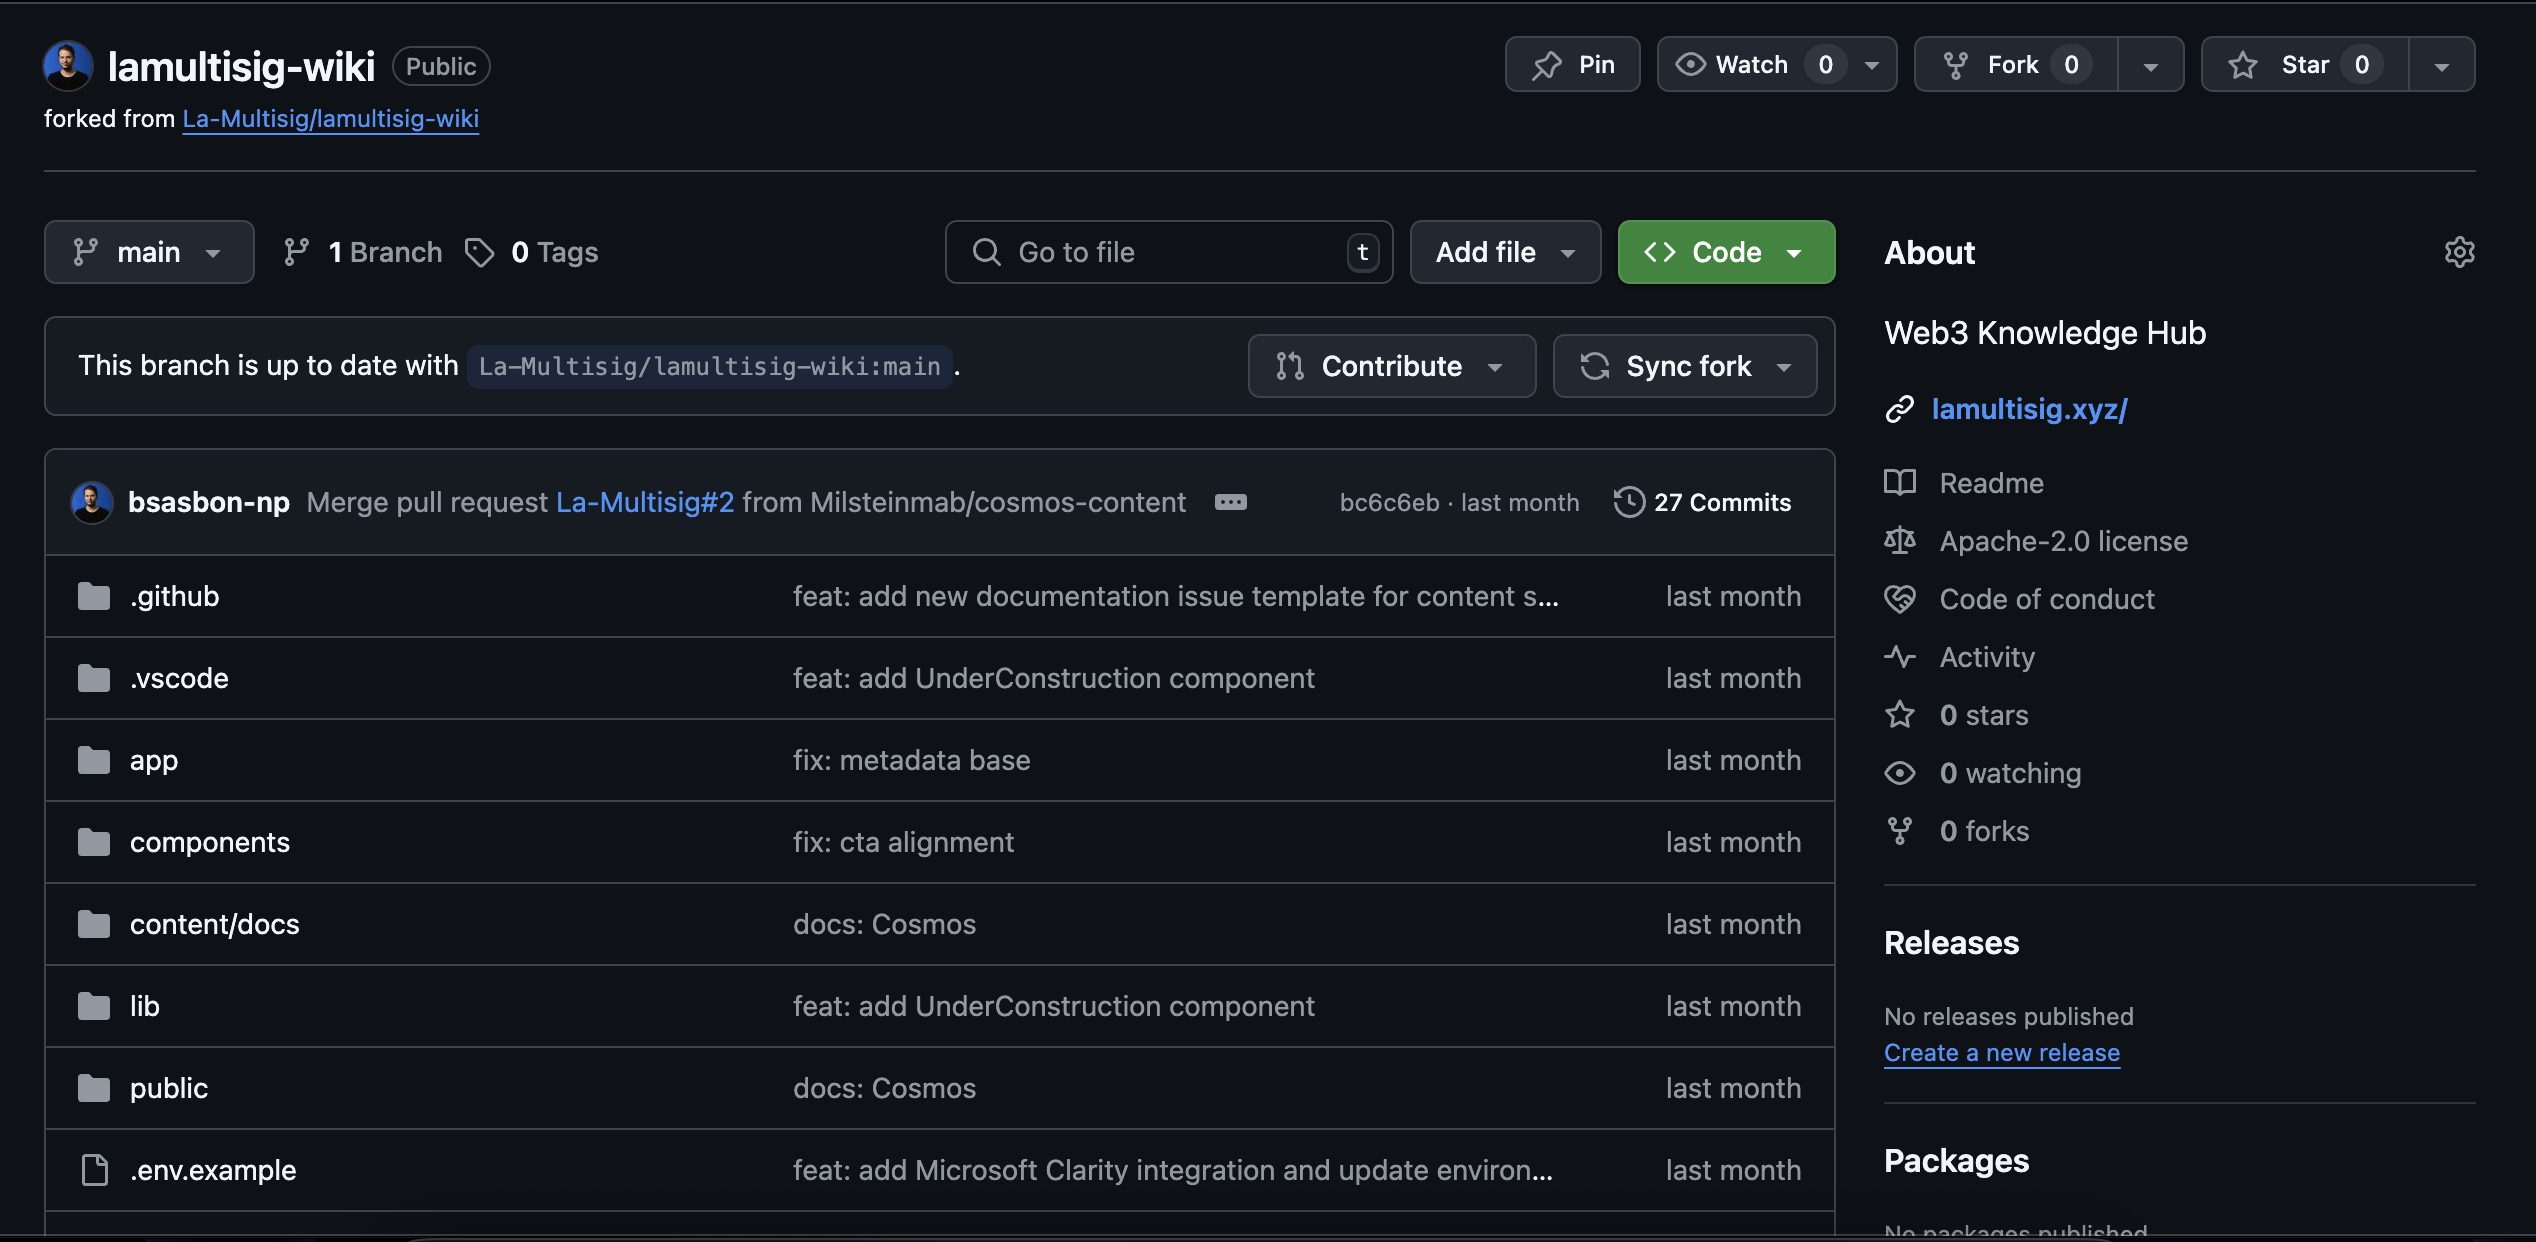 lamultisig-wiki Public
Pin Watch 0 Fork 0 Star 0
forked from La-Multisig/lamultisig-wiki
main 1 Branch 0 Tags Go to file t Add file Code
This branch is up to date with La-Multisig/lamultisig-wiki:main .
Contribute Sync fork
bsasbon-np Merge pull request La-Multisig#2 from Milsteinmab/cosmos-content bc6c6eb · last month 27 Commits
.github feat: add new documentation issue template for content s... last month
.vscode feat: add UnderConstruction component last month
app fix: metadata base last month
components fix: cta alignment last month
content/docs docs: Cosmos last month
lib feat: add UnderConstruction component last month
public docs: Cosmos last month
.env.example feat: add Microsoft Clarity integration and update environ... last month
About
Web3 Knowledge Hub
lamultisig.xyz/
Readme
Apache-2.0 license
Code of conduct
Activity
0 stars
0 watching
0 forks
Releases
No releases published
Create a new release
Packages
No packages published